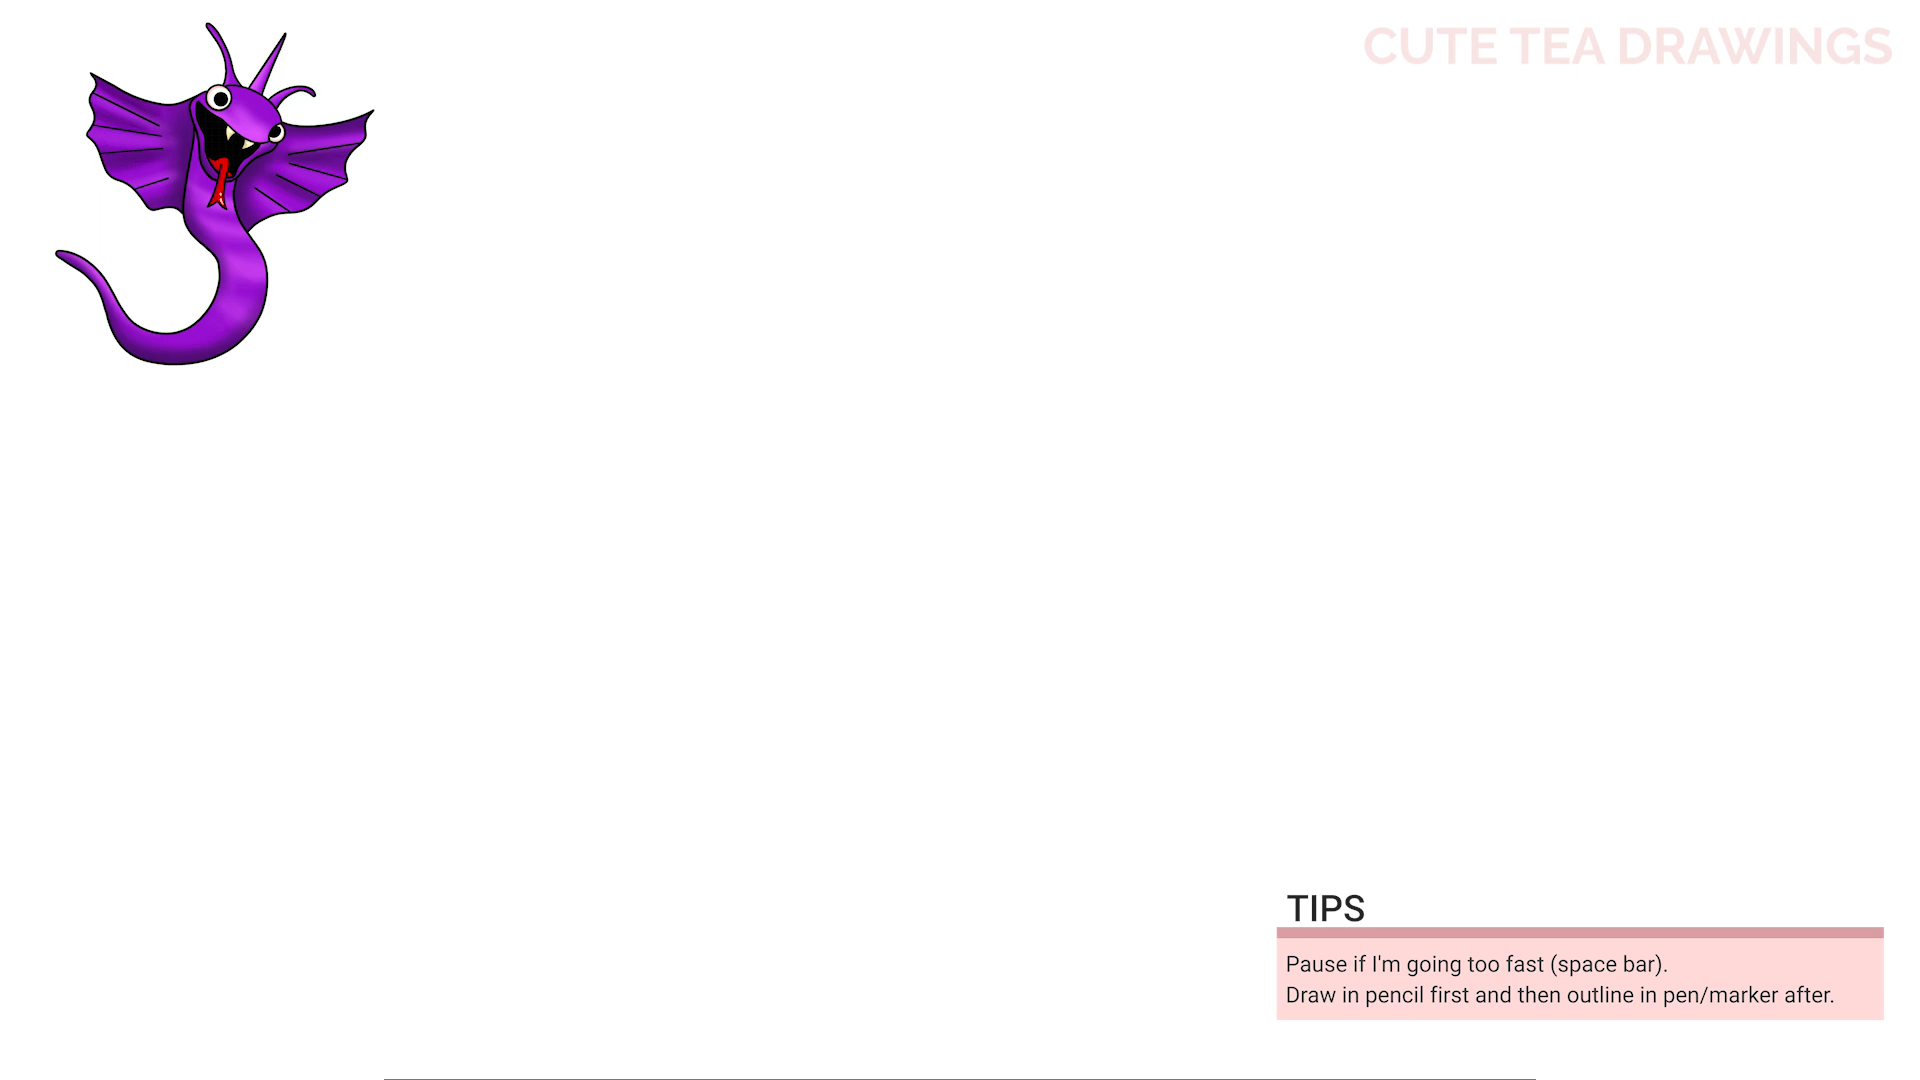 CUTE TEA DRAWINGS
TIPS
Pause if I'm going too fast (space bar).
Draw in pencil first and then outline in pen/marker after.